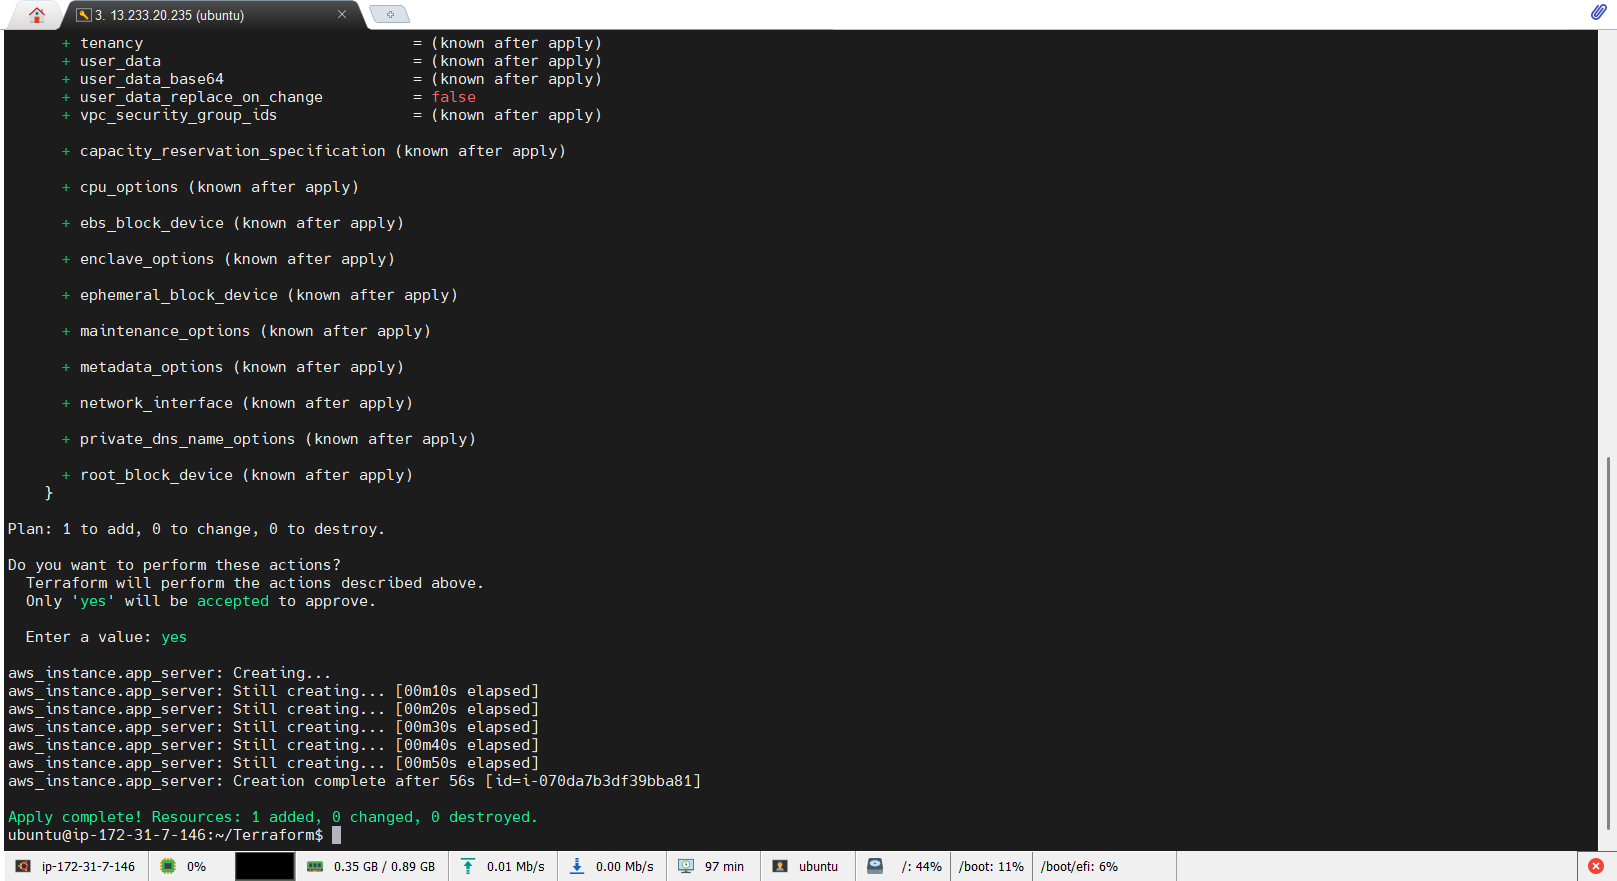 3. 13.233.20.235 (ubuntu)
+ tenancy = (known after apply)
+ user_data = (known after apply)
+ user_data_base64 = (known after apply)
+ user_data_replace_on_change = false
+ vpc_security_group_ids = (known after apply)
+ capacity_reservation_specification (known after apply)
+ cpu_options (known after apply)
+ ebs_block_device (known after apply)
+ enclave_options (known after apply)
+ ephemeral_block_device (known after apply)
+ maintenance_options (known after apply)
+ metadata_options (known after apply)
+ network_interface (known after apply)
+ private_dns_name_options (known after apply)
+ root_block_device (known after apply)
}
Plan: 1 to add, 0 to change, 0 to destroy.
Do you want to perform these actions?
Terraform will perform the actions described above.
Only 'yes' will be accepted to approve.
Enter a value: yes
aws_instance.app_server: Creating...
aws_instance.app_server: Still creating... [00m10s elapsed]
aws_instance.app_server: Still creating... [00m20s elapsed]
aws_instance.app_server: Still creating... [00m30s elapsed]
aws_instance.app_server: Still creating... [00m40s elapsed]
aws_instance.app_server: Still creating... [00m50s elapsed]
aws_instance.app_server: Creation complete after 56s [id=i-070da7b3df39bba81]
Apply complete! Resources: 1 added, 0 changed, 0 destroyed.
ubuntu@ip-172-31-7-146:~/Terraform$
ip-172-31-7-146 0% 0.35 GB / 0.89 GB 0.01 Mb/s 0.00 Mb/s 97 min ubuntu /: 44% /boot: 11% /boot/efi: 6%